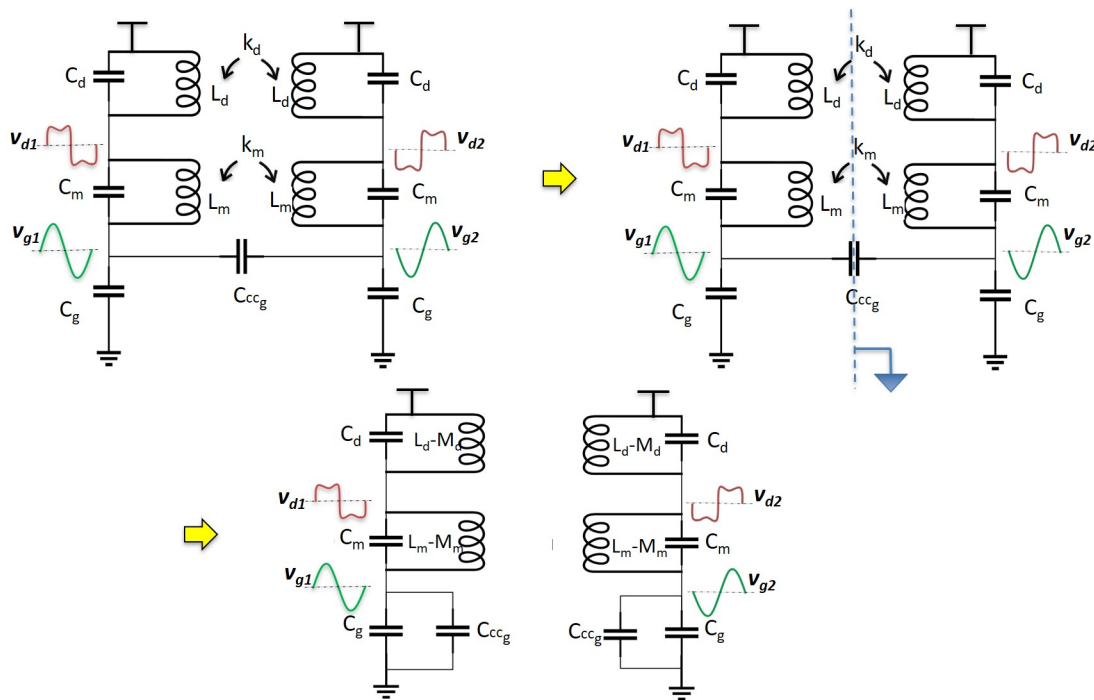 k_d
C_d
L_d
L_d
C_d
v_d1
v_d2
k_m
C_m
L_m
L_m
C_m
v_g1
v_g2
C_g
Ccc_g
C_g
k_d
C_d
L_d
L_d
C_d
v_d1
v_d2
k_m
C_m
L_m
L_m
C_m
v_g1
v_g2
C_g
Ccc_g
C_g
C_d
L_d-M_d
L_d-M_d
C_d
v_d1
v_d2
C_m
L_m-M_m
L_m-M_m
C_m
v_g1
v_g2
C_g
Ccc_g
Ccc_g
C_g